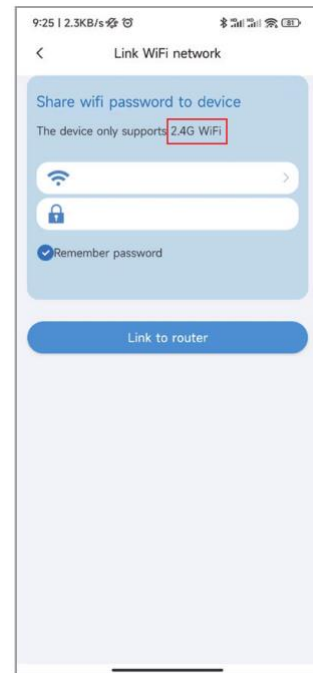 9:25 | 2.3KB/s
81
Link WiFi network
Share wifi password to device
The device only supports 2.4G WiFi
Remember password
Link to router